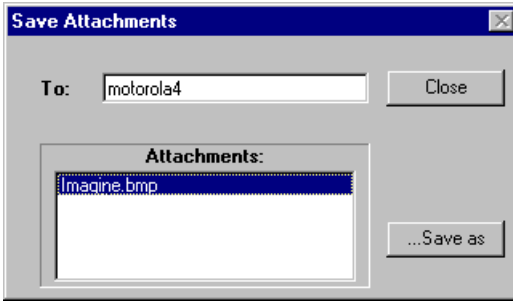 Save Attachments
To: motorola4 Close
Attachments:
Imagine.bmp
...Save as